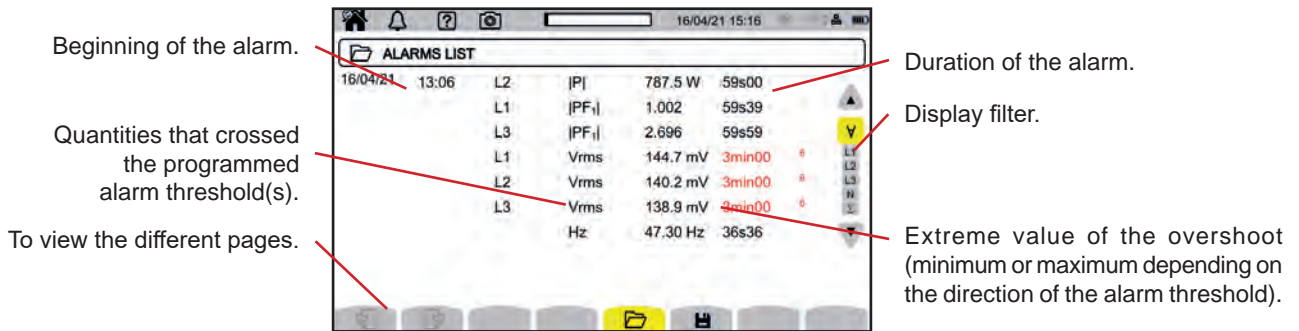 16/04/21 15:16
ALARMS LIST
16/04/21 13:06 L2 |P| 787.5 W 59s00
L1 |PF₁| 1.002 59s39
L3 |PF₁| 2.696 59s59
L1 Vrms 144.7 mV 3min00 6
L2 Vrms 140.2 mV 3min00 6
L3 Vrms 138.9 mV 3min00 6
Hz 47.30 Hz 36s36
∀
L1
L2
L3
N
Σ
Beginning of the alarm.
Quantities that crossed
the programmed
alarm threshold(s).
To view the different pages.
Duration of the alarm.
Display filter.
Extreme value of the overshoot
(minimum or maximum depending on
the direction of the alarm threshold).